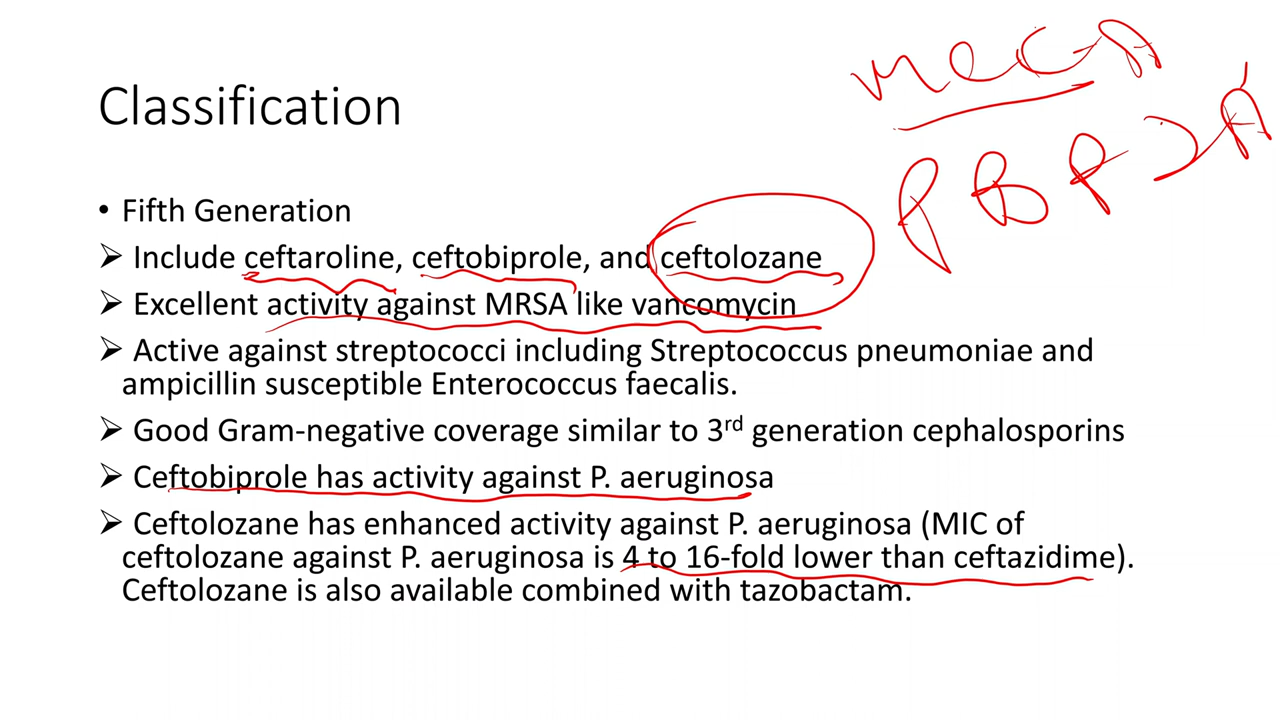 mecA
PBP2A
Classification
• Fifth Generation
➢ Include ceftaroline, ceftobiprole, and ceftolozane
➢ Excellent activity against MRSA like vancomycin
➢ Active against streptococci including Streptococcus pneumoniae and
ampicillin susceptible Enterococcus faecalis.
➢ Good Gram-negative coverage similar to 3rd generation cephalosporins
➢ Ceftobiprole has activity against P. aeruginosa
➢ Ceftolozane has enhanced activity against P. aeruginosa (MIC of
ceftolozane against P. aeruginosa is 4 to 16-fold lower than ceftazidime).
Ceftolozane is also available combined with tazobactam.